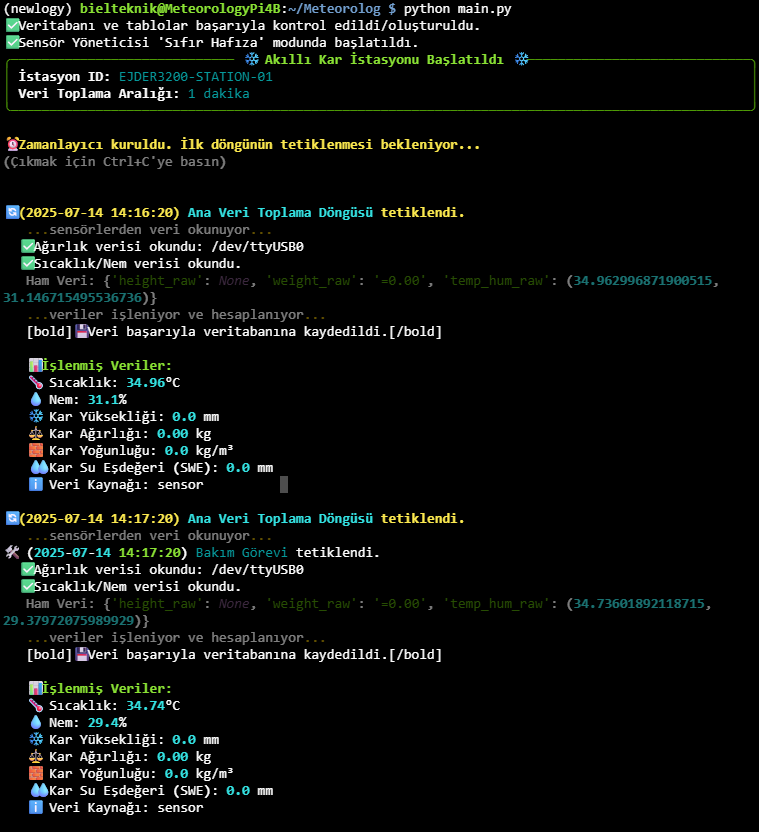 (newlogy) bielteknik@MeteorologyPi4B:~/Meteorolog $ python main.py
✅Veritabanı ve tablolar başarıyla kontrol edildi/oluşturuldu.
✅Sensör Yöneticisi 'Sıfır Hafıza' modunda başlatıldı.
❄️ Akıllı Kar İstasyonu Başlatıldı ❄️
İstasyon ID: EJDER3200-STATION-01
Veri Toplama Aralığı: 1 dakika
⏰Zamanlayıcı kuruldu. İlk döngünün tetiklenmesi bekleniyor...
(Çıkmak için Ctrl+C'ye basın)
🔄(2025-07-14 14:16:20) Ana Veri Toplama Döngüsü tetiklendi.
...sensörlerden veri okunuyor...
✅Ağırlık verisi okundu: /dev/ttyUSB0
✅Sıcaklık/Nem verisi okundu.
Ham Veri: {'height_raw': None, 'weight_raw': '=0.00', 'temp_hum_raw': (34.962996871900515,
31.146715495536736)}
...veriler işleniyor ve hesaplanıyor...
[bold]💾Veri başarıyla veritabanına kaydedildi.[/bold]
📊İşlenmiş Veriler:
🌡️ Sıcaklık: 34.96°C
💧 Nem: 31.1%
❄️ Kar Yüksekliği: 0.0 mm
⚖️ Kar Ağırlığı: 0.00 kg
🧱 Kar Yoğunluğu: 0.0 kg/m³
💦Kar Su Eşdeğeri (SWE): 0.0 mm
ℹ️ Veri Kaynağı: sensor
🔄(2025-07-14 14:17:20) Ana Veri Toplama Döngüsü tetiklendi.
...sensörlerden veri okunuyor...
🛠️ (2025-07-14 14:17:20) Bakım Görevi tetiklendi.
✅Ağırlık verisi okundu: /dev/ttyUSB0
✅Sıcaklık/Nem verisi okundu.
Ham Veri: {'height_raw': None, 'weight_raw': '=0.00', 'temp_hum_raw': (34.73601892118715,
29.37972075989929)}
...veriler işleniyor ve hesaplanıyor...
[bold]💾Veri başarıyla veritabanına kaydedildi.[/bold]
📊İşlenmiş Veriler:
🌡️ Sıcaklık: 34.74°C
💧 Nem: 29.4%
❄️ Kar Yüksekliği: 0.0 mm
⚖️ Kar Ağırlığı: 0.00 kg
🧱 Kar Yoğunluğu: 0.0 kg/m³
💦Kar Su Eşdeğeri (SWE): 0.0 mm
ℹ️ Veri Kaynağı: sensor